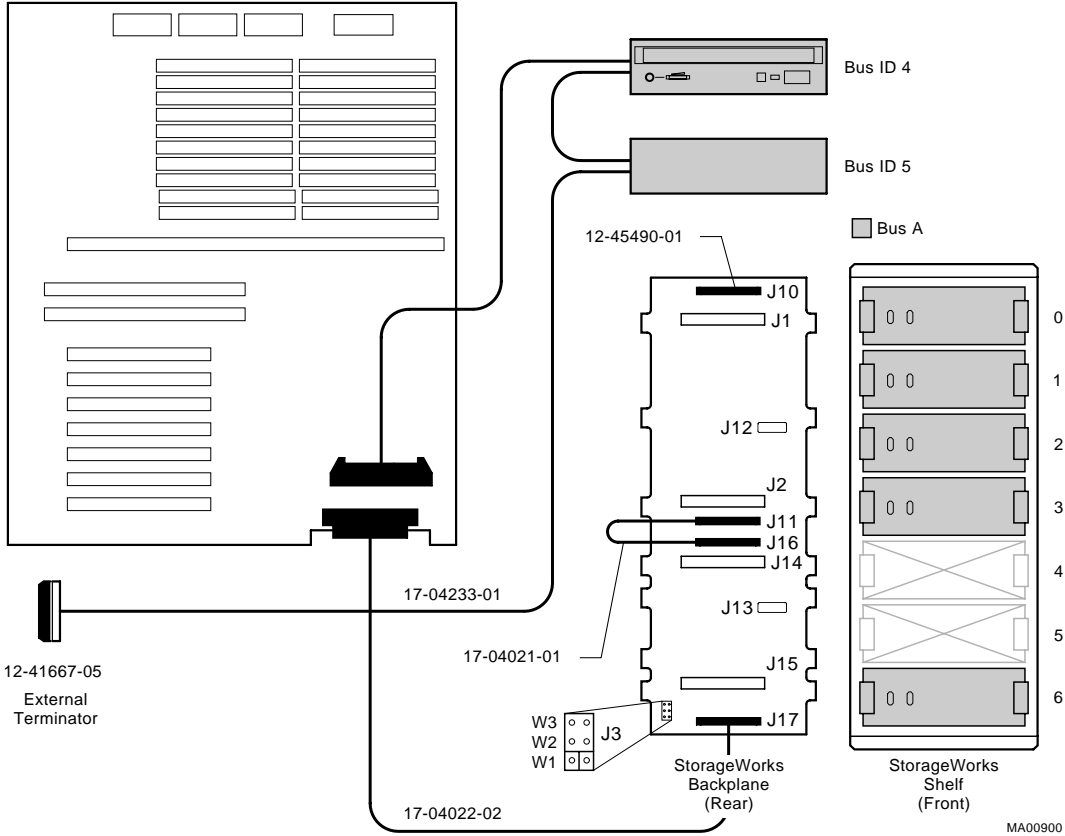 Bus ID 4
Bus ID 5
Bus A
12-45490-01
J10
J1
J12
J2
J11
J16
J14
J13
J15
J17
0
1
2
3
4
5
6
17-04233-01
17-04021-01
12-41667-05
External
Terminator
W3
W2
W1
J3
StorageWorks
Backplane
(Rear)
StorageWorks
Shelf
(Front)
17-04022-02
MA00900